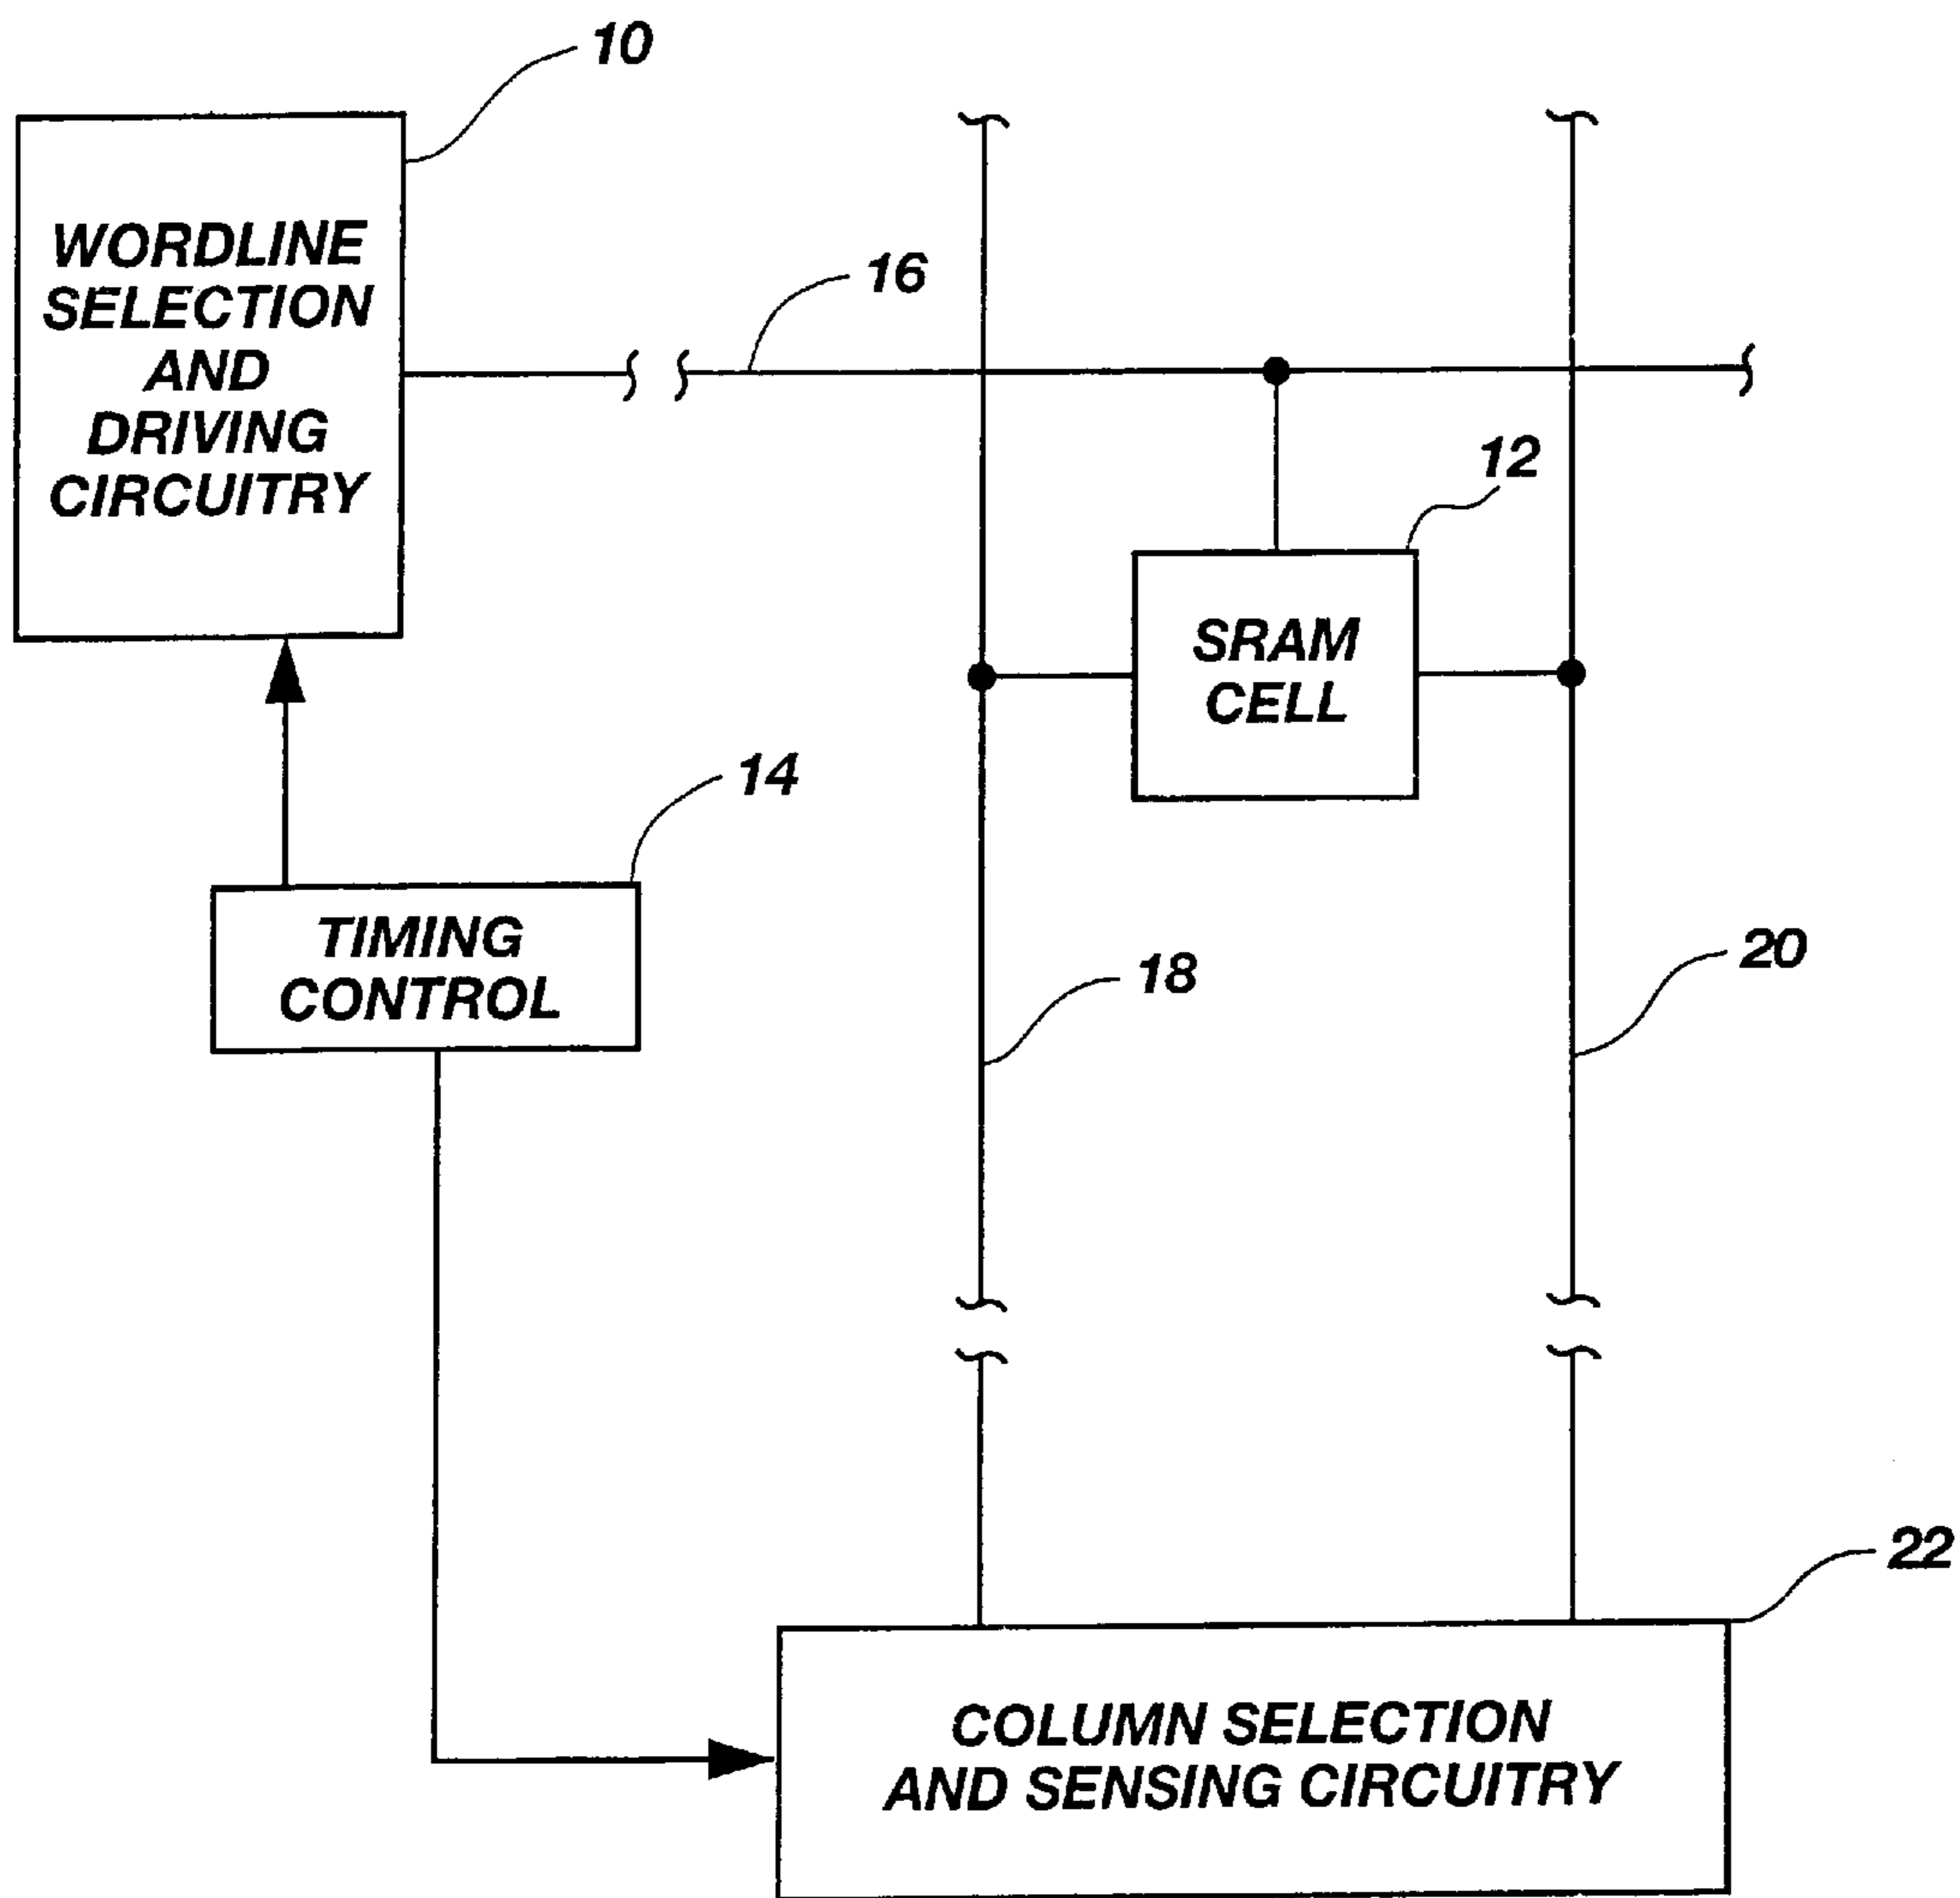 10
WORDLINE
SELECTION
AND
DRIVING
CIRCUITRY
16
12
SRAM
CELL
14
TIMING
CONTROL
18
20
22
COLUMN SELECTION
AND SENSING CIRCUITRY